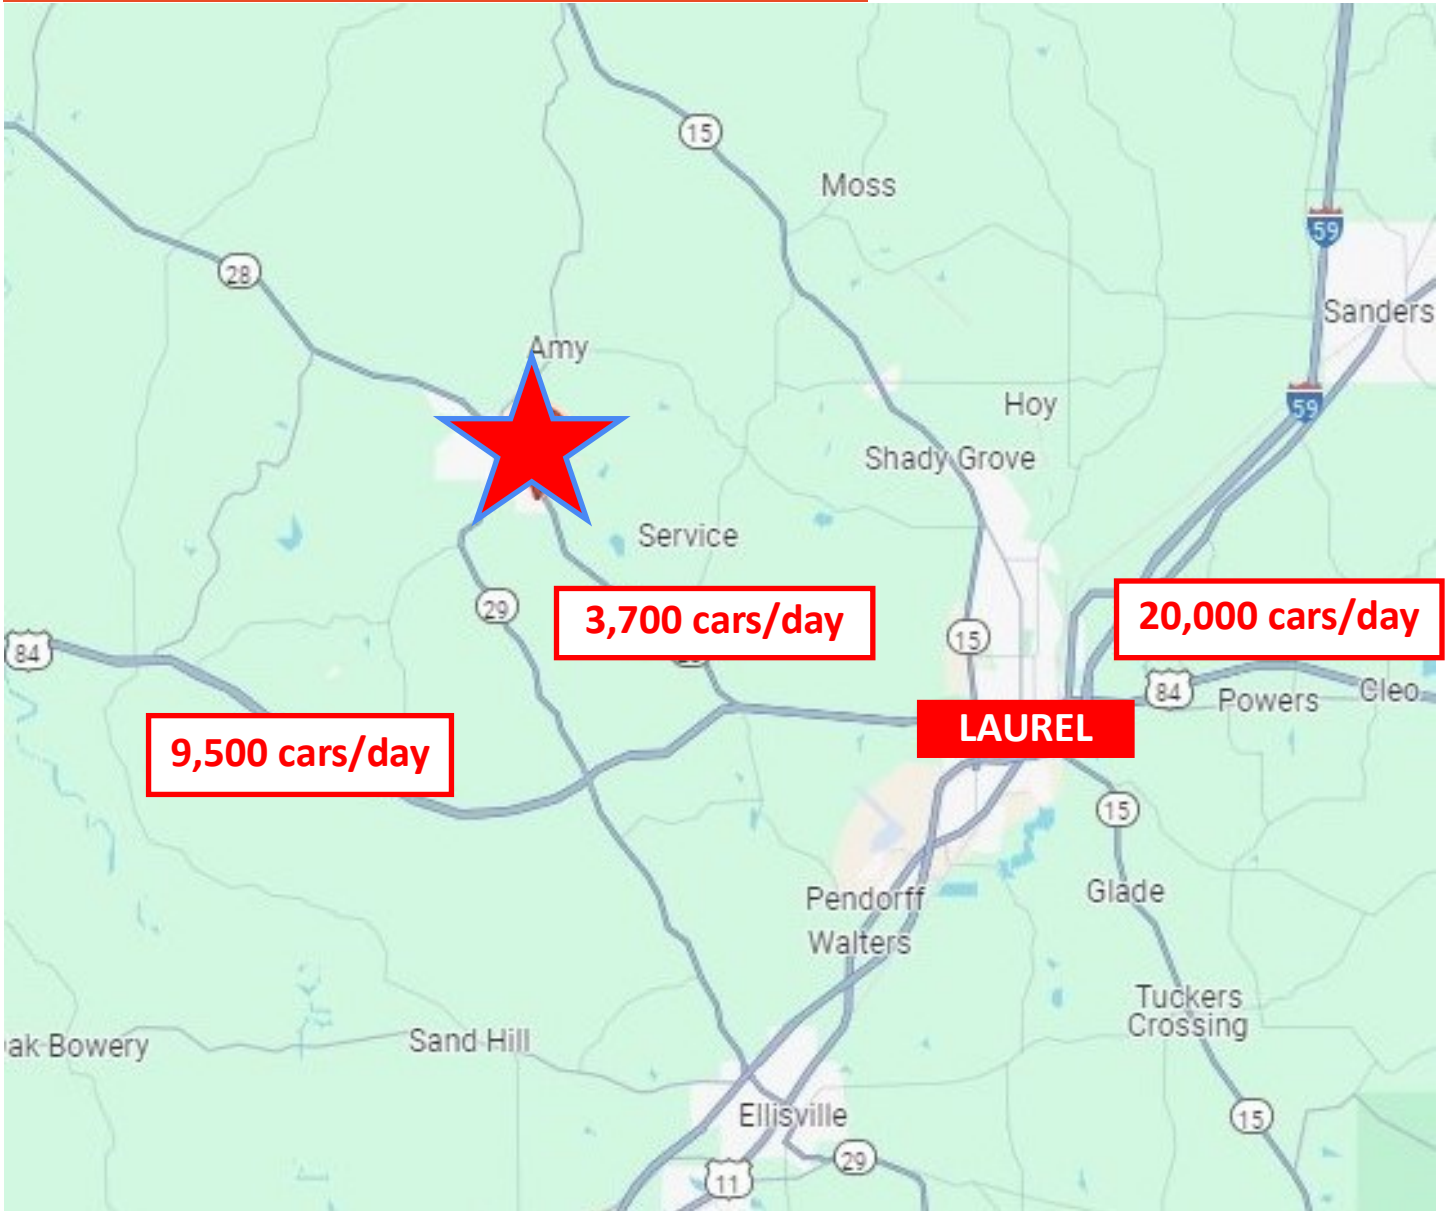 15
Moss
59
28
Sanders
Amy
59
Hoy
Shady Grove
Service
29
3,700 cars/day
20,000 cars/day
15
84
84
Powers
Cleo
9,500 cars/day
LAUREL
15
Pendorff
Glade
Walters
Tuckers
Crossing
ak Bowery
Sand Hill
Ellisville
15
29
11